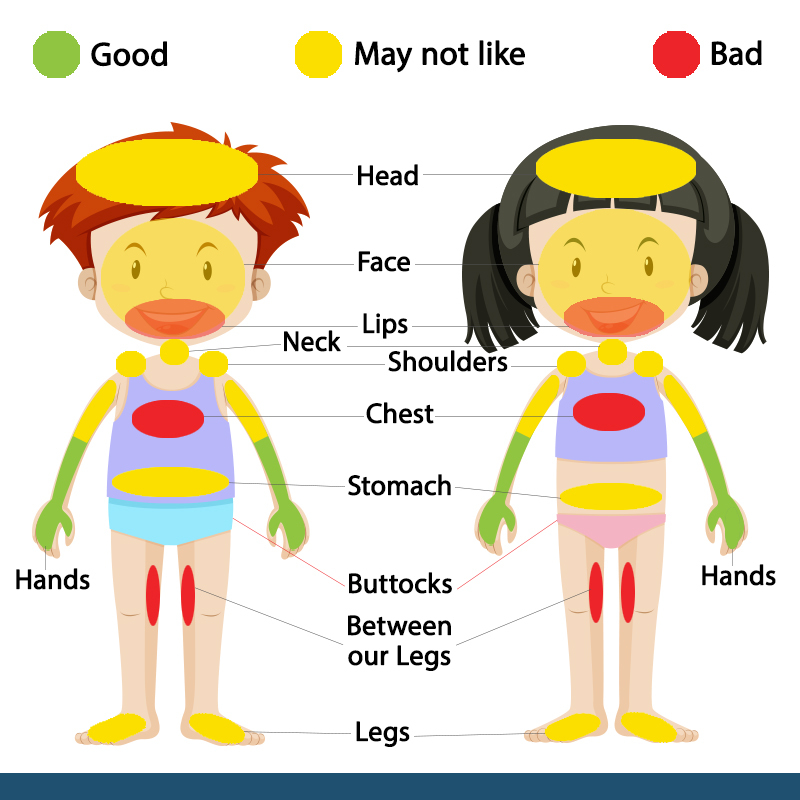 Good
May not like
Bad
Head
Face
Lips
Neck
Shoulders
Chest
Stomach
Hands
Buttocks
Hands
Between
our Legs
Legs